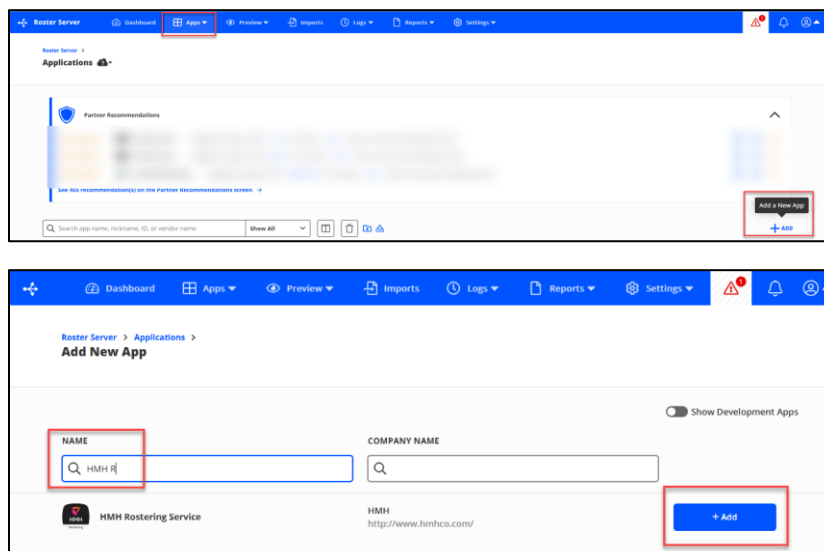 Roster Server Dashboard Apps Preview Imports Logs Reports Settings 1
Roster Server >
Applications
Partner Recommendations
See 455 recommendation(s) on the Partner Recommendations screen →
Add a New App
Search app name, nickname, ID, or vendor name Show All + ADD
Dashboard Apps Preview Imports Logs Reports Settings 1
Roster Server > Applications >
Add New App
Show Development Apps
NAME COMPANY NAME
HMH R
HMH Rostering Service HMH + Add
http://www.hmhco.com/